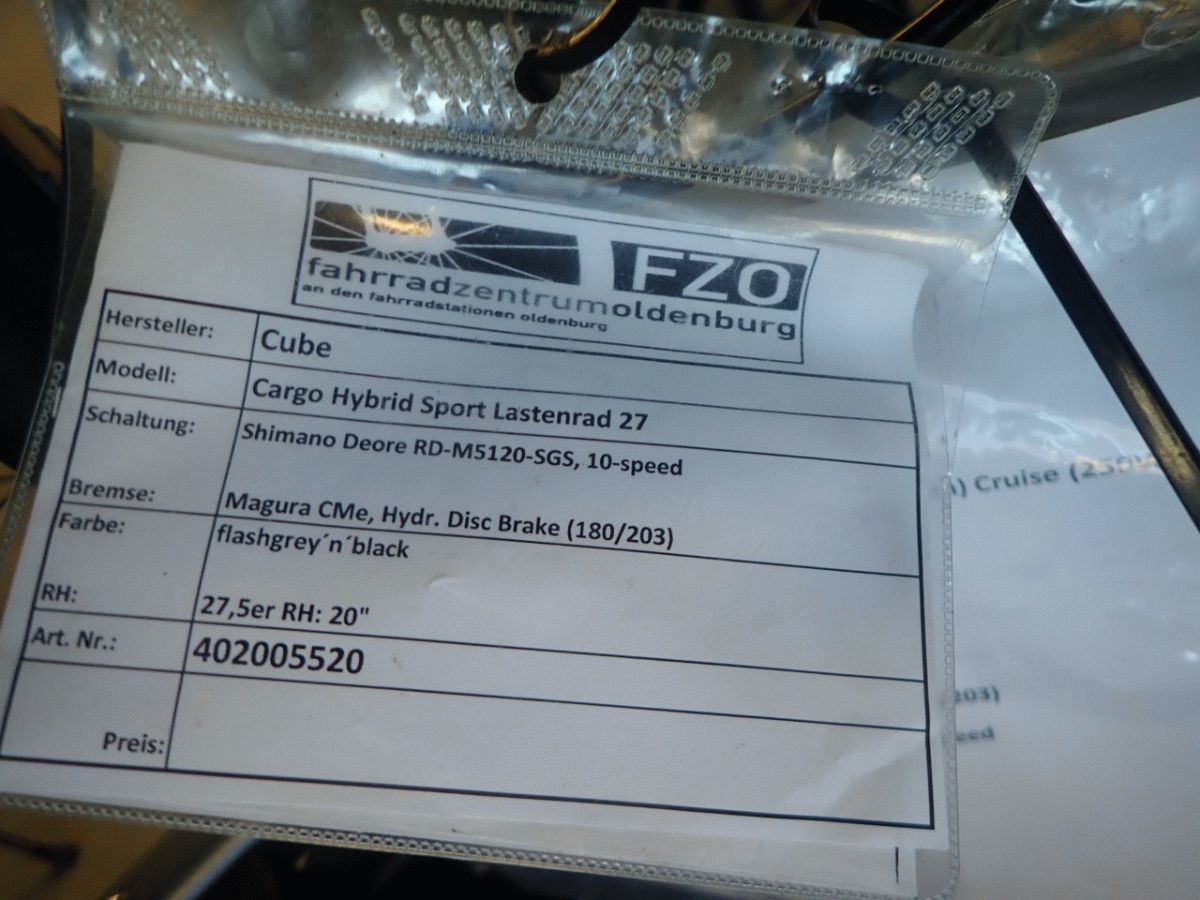 FZO
fahrradzentrumoldenburg
an den fahrradstationen oldenburg
Hersteller: Cube
Modell: Cargo Hybrid Sport Lastenrad 27
Schaltung: Shimano Deore RD-M5120-SGS, 10-speed
Bremse: Magura CMe, Hydr. Disc Brake (180/203)
Farbe: flashgrey´n´black
RH: 27,5er RH: 20"
Art. Nr.: 402005520
Preis:
Cruise
203)
eed